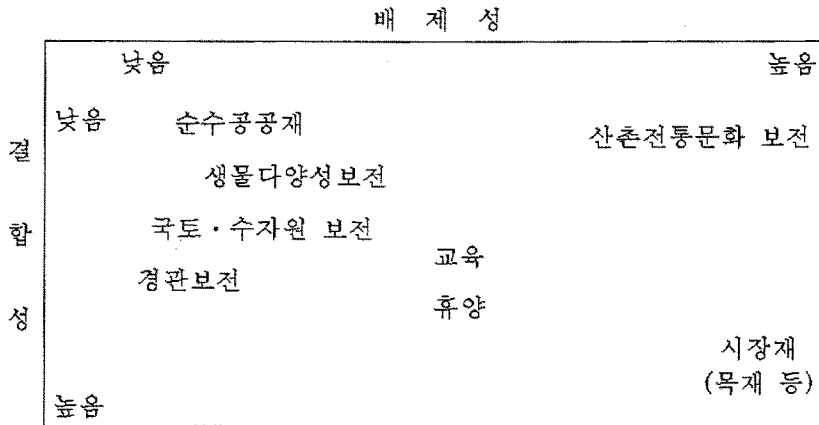 배 제 성
낮음 높음
낮음 순수공공재
산촌전통문화 보전
생물다양성보전
국토·수자원 보전
교육
경관보전
휴양
시장재
(목재 등)
높음
결
합
성